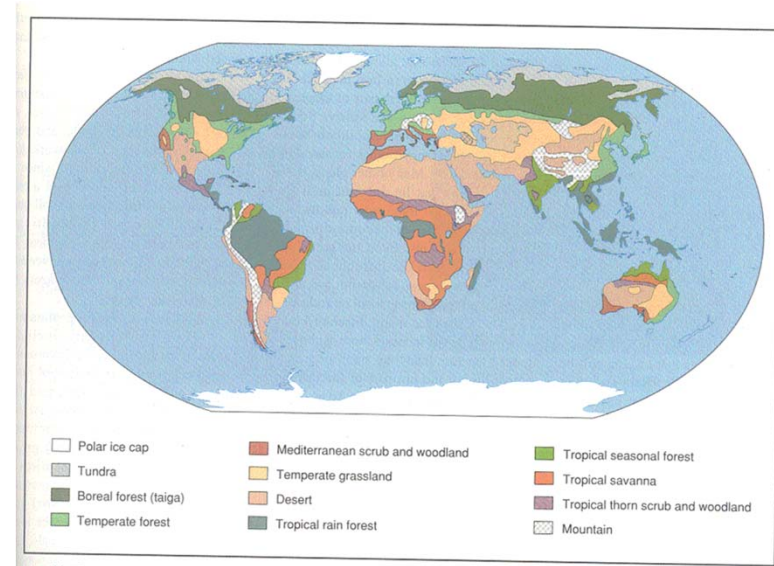 Polar ice cap
Tundra
Boreal forest (taiga)
Temperate forest
Mediterranean scrub and woodland
Temperate grassland
Desert
Tropical rain forest
Tropical seasonal forest
Tropical savanna
Tropical thorn scrub and woodland
Mountain